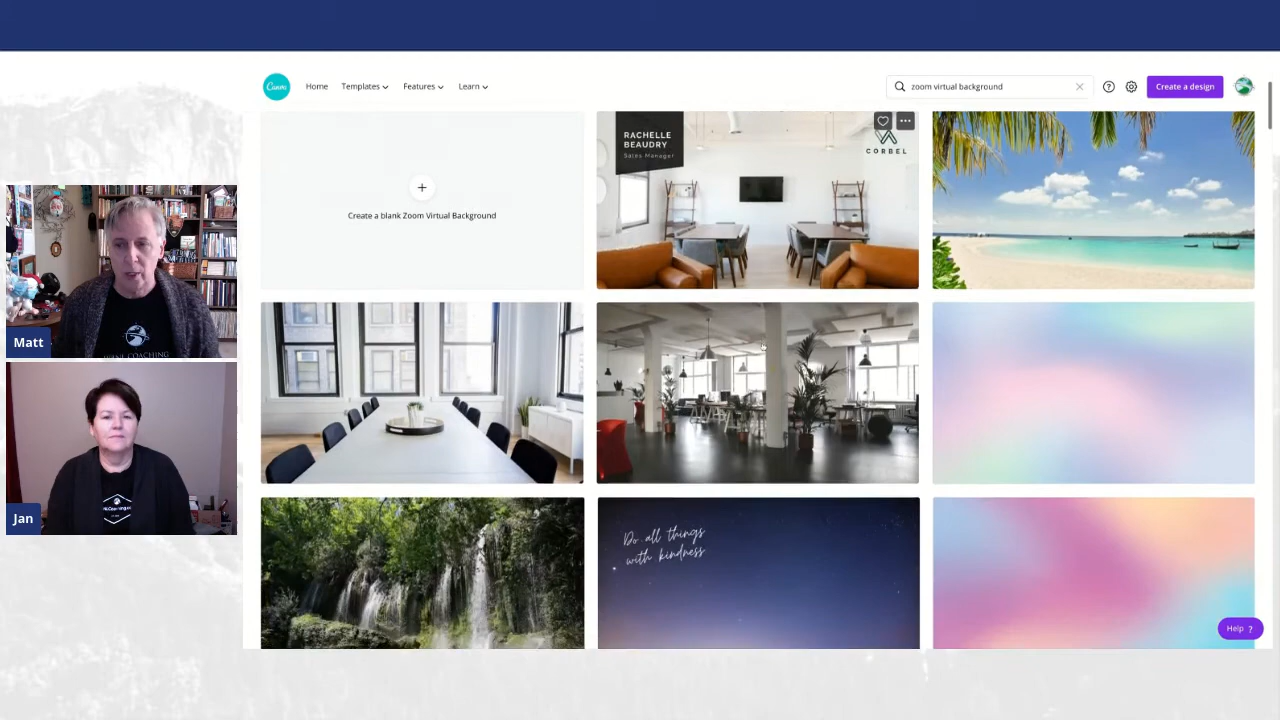 Canva
Home
Templates
Features
Learn
zoom virtual background
?
Create a design
Create a blank Zoom Virtual Background
RACHELLE
BEAUDRY
Sales Manager
CORBEL
Matt
COACHING
Jan
Do all things
with kindness
Help ?